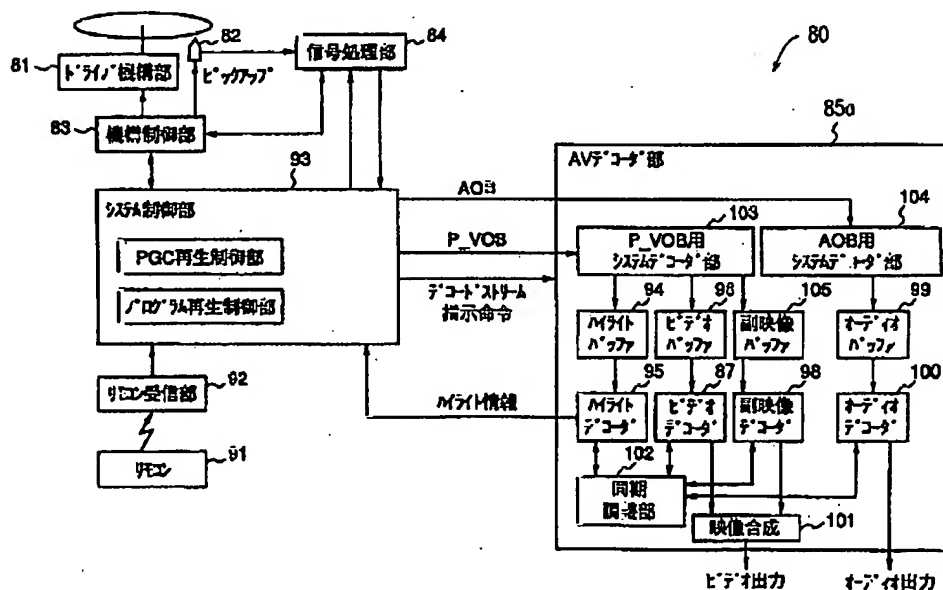 82
84
信号処理部
80
81
ドライバ機構部
ピックアップ
83
機構制御部
85a
93
AVデコーダ部
システム制御部
AOB
103
104
P_VOB
P_VOB用
システムデコーダ部
AOB用
システムデコーダ部
PGC再生制御部
プログラム再生制御部
デコードストリーム
指示命令
94
96
105
99
ハイライト
バッファ
ビデオ
バッファ
副映像
バッファ
オーディオ
バッファ
92
リモコン受信部
95
87
98
100
ハイライト情報
ハイライト
デコーダ
ビデオ
デコーダ
副映像
デコーダ
オーディオ
デコーダ
91
リモコン
102
同期
調整部
映像合成
101
ビデオ出力
オーディオ出力